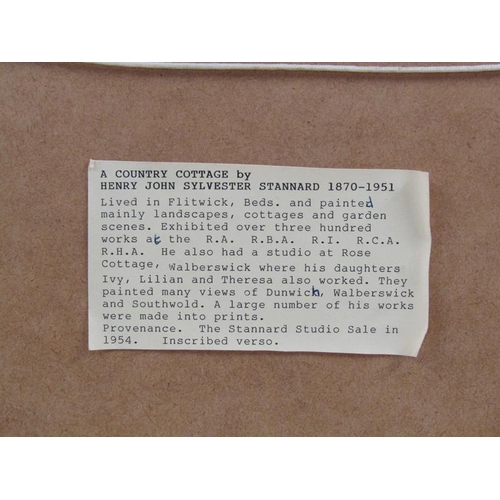 A COUNTRY COTTAGE by
HENRY JOHN SYLVESTER STANNARD 1870-1951
Lived in Flitwick, Beds. and painted
mainly landscapes, cottages and garden
scenes. Exhibited over three hundred
works at the R.A. R.B.A. R.I. R.C.A.
R.H.A. He also had a studio at Rose
Cottage, Walberswick where his daughters
Ivy, Lilian and Theresa also worked. They
painted many views of Dunwich, Walberswick
and Southwold. A large number of his works
were made into prints.
Provenance. The Stannard Studio Sale in
1954. Inscribed verso.